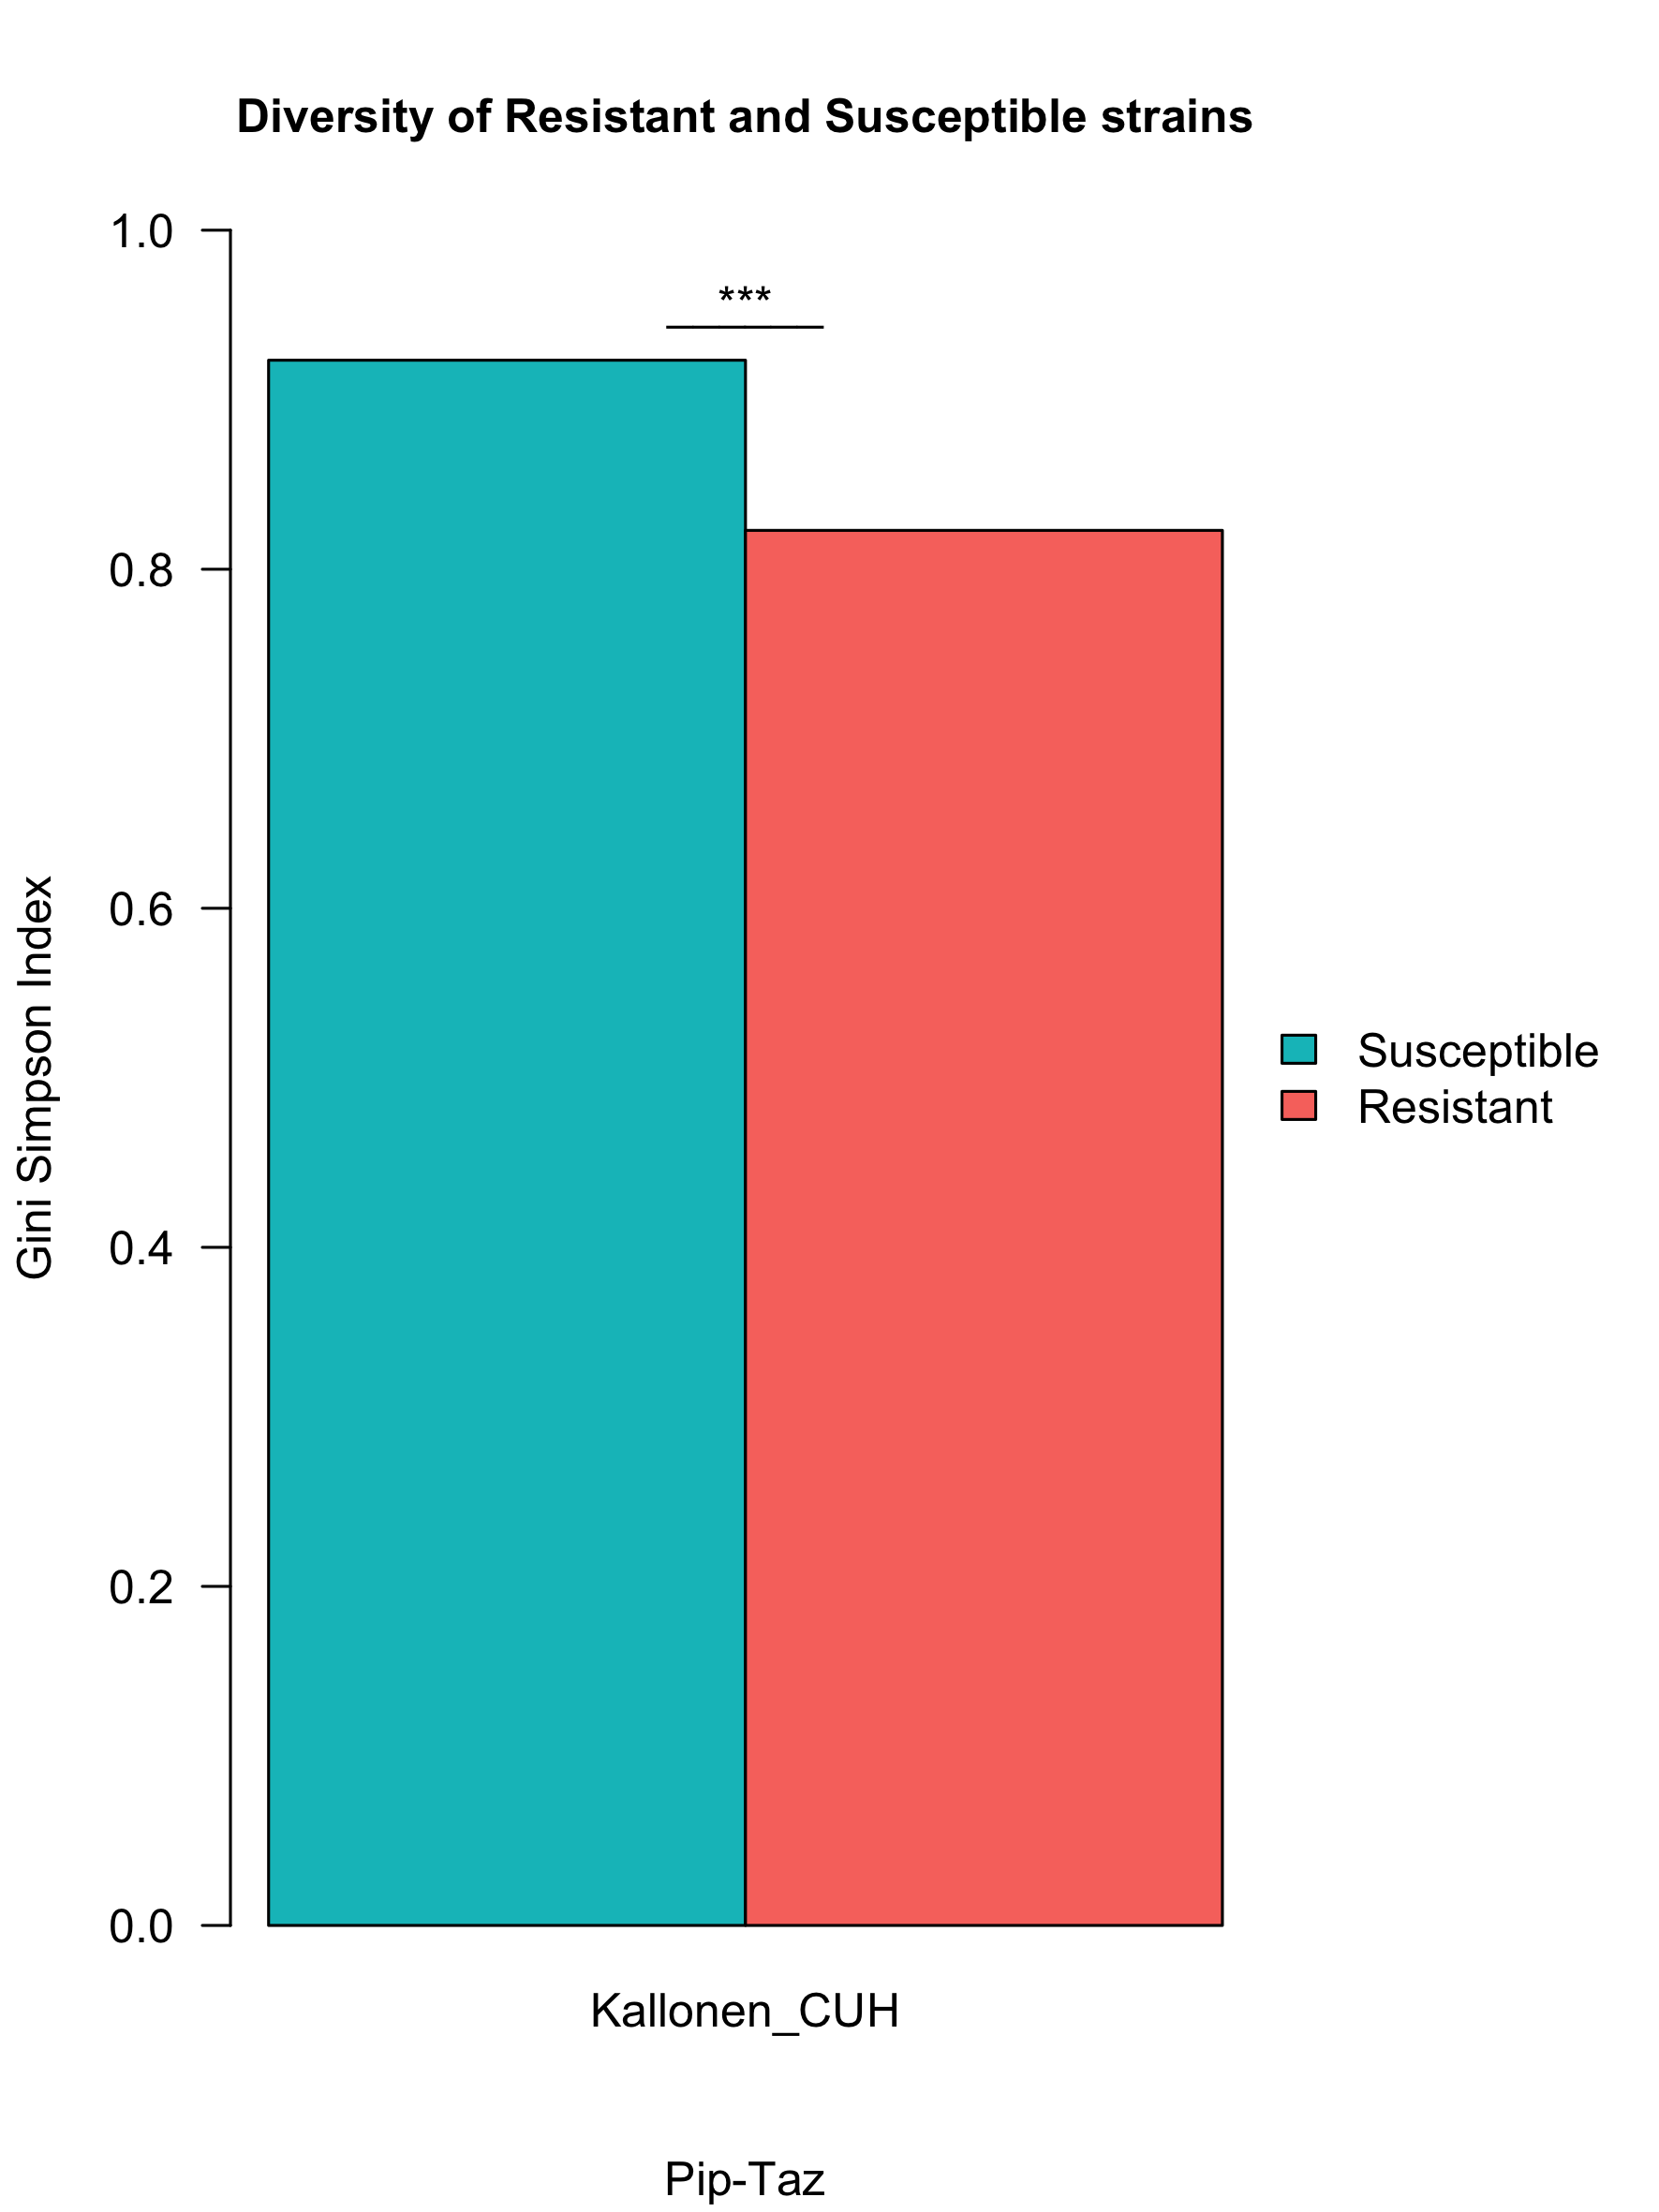 Diversity of Resistant and Susceptible strains
1.0
***
0.8
0.6
0.4
0.2
0.0
Gini Simpson Index
Susceptible
Resistant
Kallonen_CUH
Pip-Taz